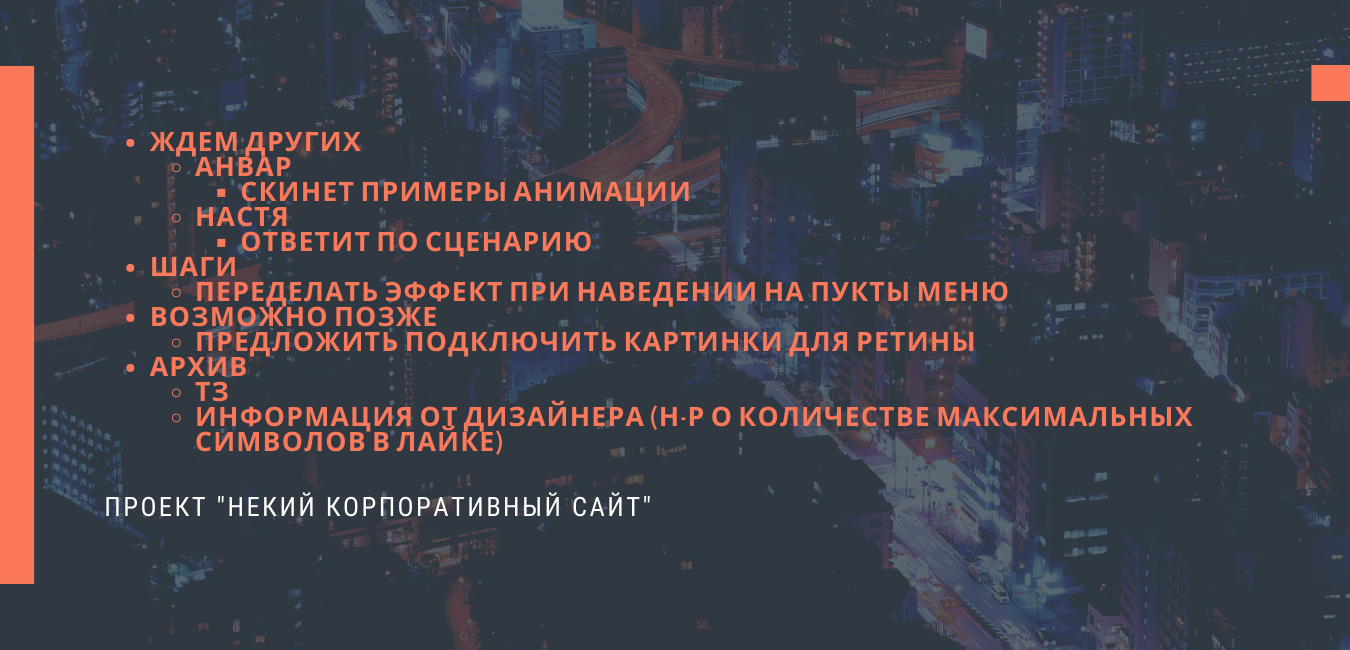 ЖДЕМ ДРУГИХ
АНВАР
СКИНЕТ ПРИМЕРЫ АНИМАЦИИ
НАСТЯ
ОТВЕТИТ ПО СЦЕНАРИЮ
ШАГИ
ПЕРЕДЕЛАТЬ ЭФФЕКТ ПРИ НАВЕДЕНИИ НА ПУКТЫ МЕНЮ
ВОЗМОЖНО ПОЗЖЕ
ПРЕДЛОЖИТЬ ПОДКЛЮЧИТЬ КАРТИНКИ ДЛЯ РЕТИНЫ
АРХИВ
ТЗ
ИНФОРМАЦИЯ ОТ ДИЗАЙНЕРА (Н-Р О КОЛИЧЕСТВЕ МАКСИМАЛЬНЫХ
СИМВОЛОВ В ЛАЙКЕ)
ПРОЕКТ "НЕКИЙ КОРПОРАТИВНЫЙ САЙТ"